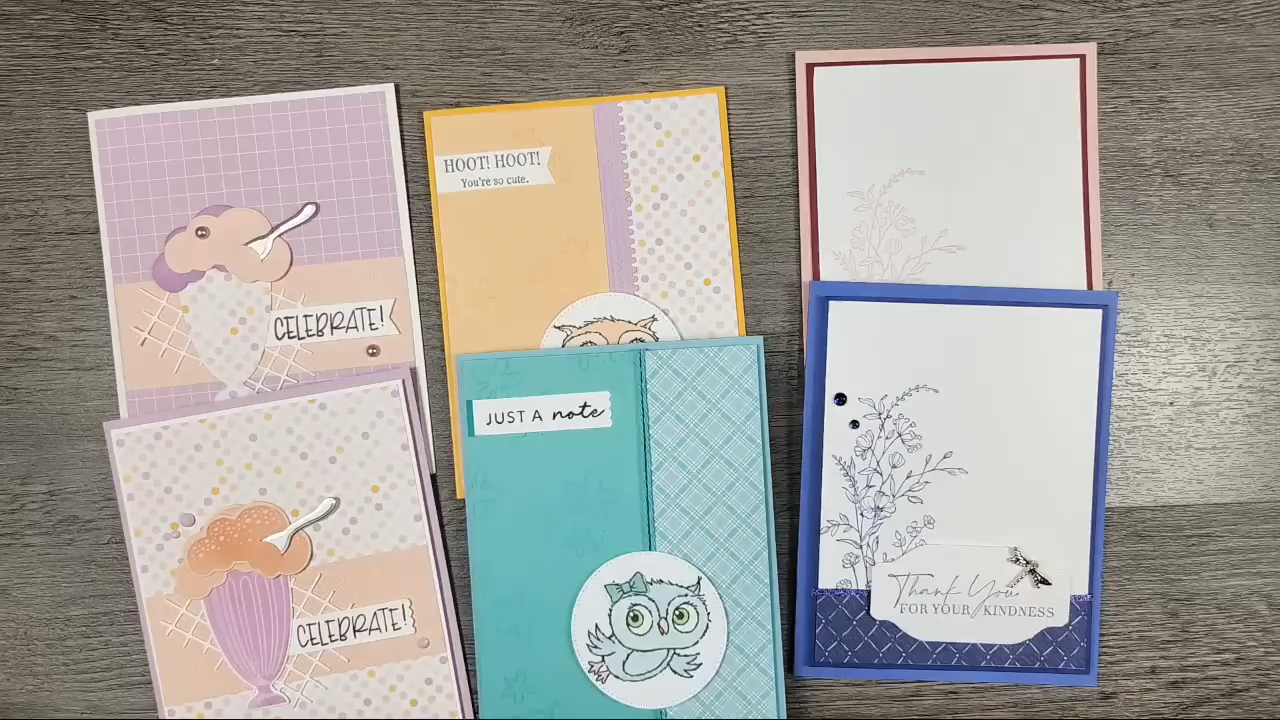 CELEBRATE!
CELEBRATE!
HOOT! HOOT!
You're so cute.
JUST A note
Thank You
FOR YOUR KINDNESS